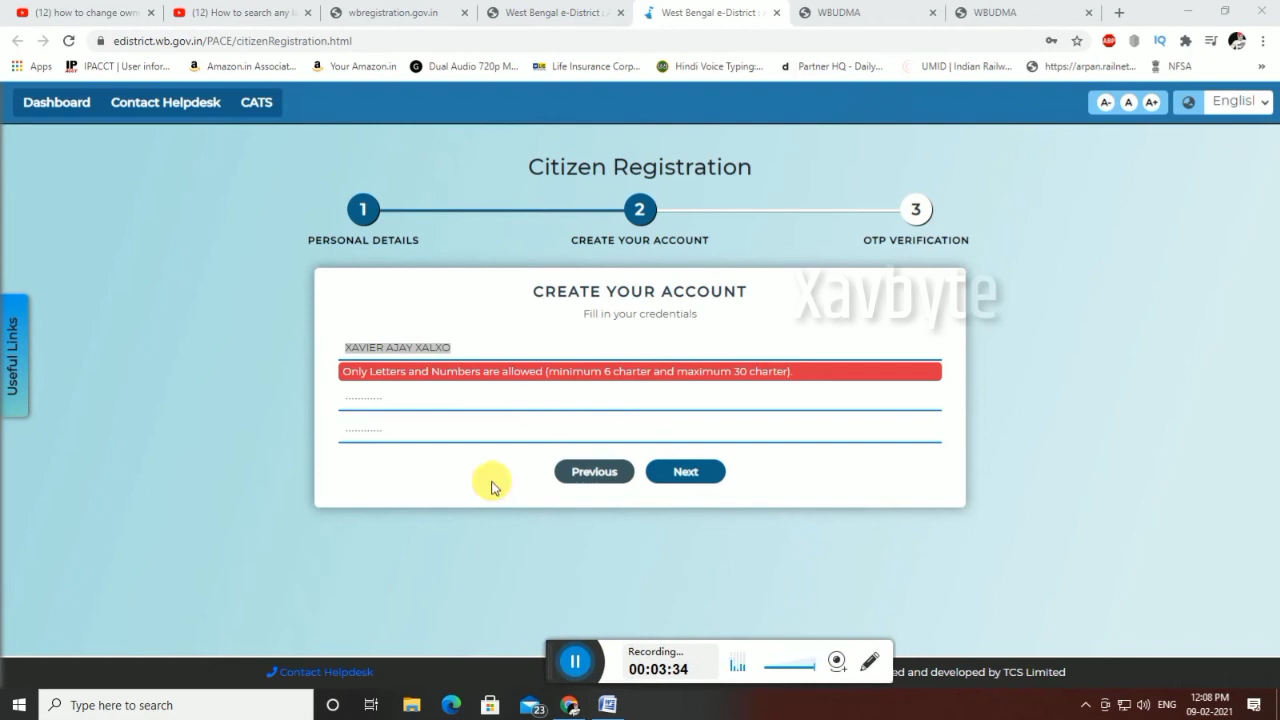 (12) how to change owne
(12) How to search any la
wbregistration.gov.in
West Bengal e-District : A
West Bengal e-District : A
WBUDMA
WBUDMA
edistrict.wb.gov.in/PACE/citizenRegistration.html
Apps
IPACCT | User infor...
Amazon.in Associat...
Your Amazon.in
Dual Audio 720p M...
Life Insurance Corp...
Hindi Voice Typing:...
Partner HQ - Daily...
UMID | Indian Railw...
https://arpan.railnet...
NFSA
»
Dashboard
Contact Helpdesk
CATS
A-
A
A+
Englisl
Citizen Registration
1
2
3
PERSONAL DETAILS
CREATE YOUR ACCOUNT
OTP VERIFICATION
Xavbyte
CREATE YOUR ACCOUNT
Fill in your credentials
XAVIER AJAY XALXO
Only Letters and Numbers are allowed (minimum 6 charter and maximum 30 charter).
............
............
Previous
Next
Useful Links
Recording...
00:03:34
Contact Helpdesk
ed and developed by TCS Limited
Type here to search
23
ENG
12:08 PM
09-02-2021